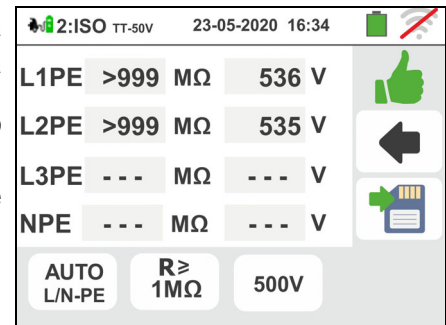 2:ISO TT-50V 23-05-2020 16:34
L1PE >999 MΩ 536 V
L2PE >999 MΩ 535 V
L3PE - - - MΩ - - - V
NPE - - - MΩ - - - V
AUTO R≥ 500V
L/N-PE 1MΩ